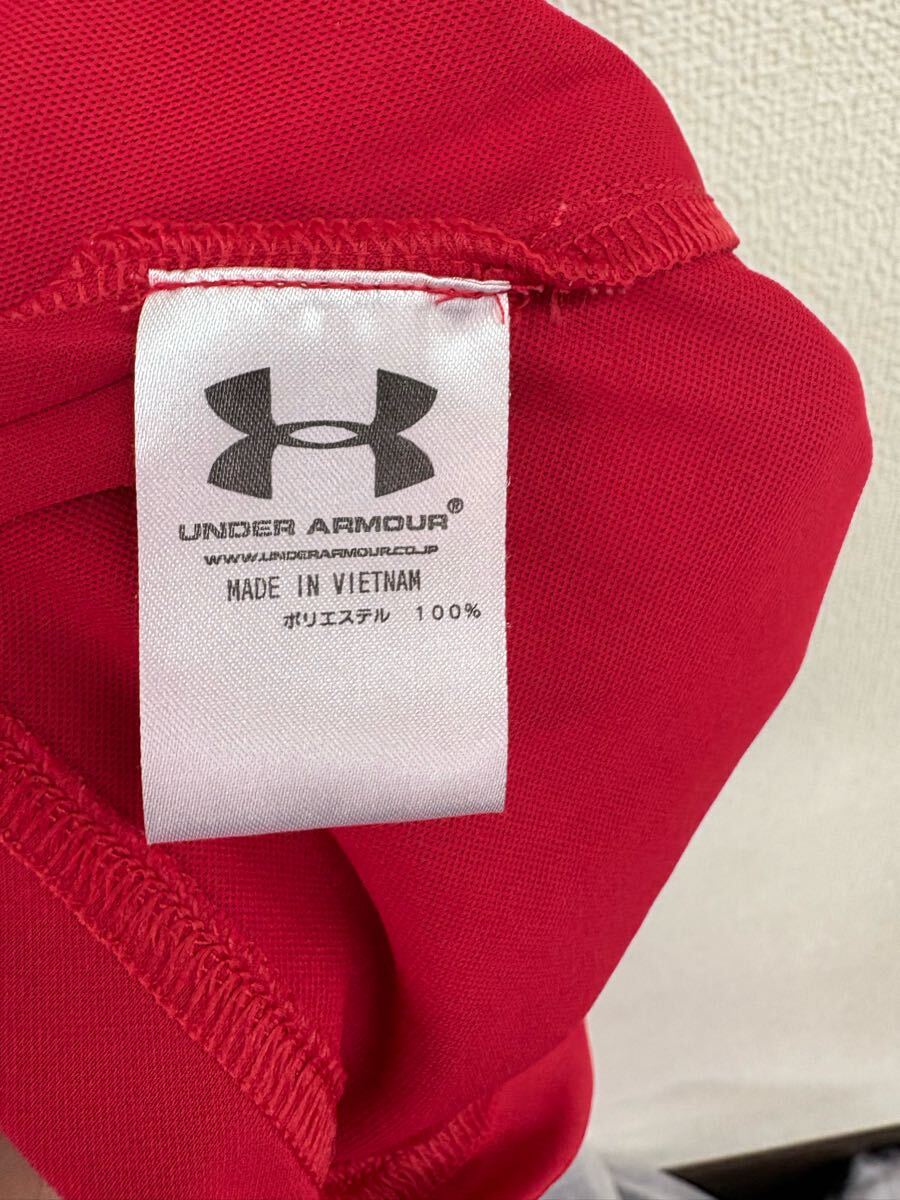 UNDER ARMOUR®
WWW.UNDERARMOUR.CO.JP
MADE IN VIETNAM
ポリエステル 100%